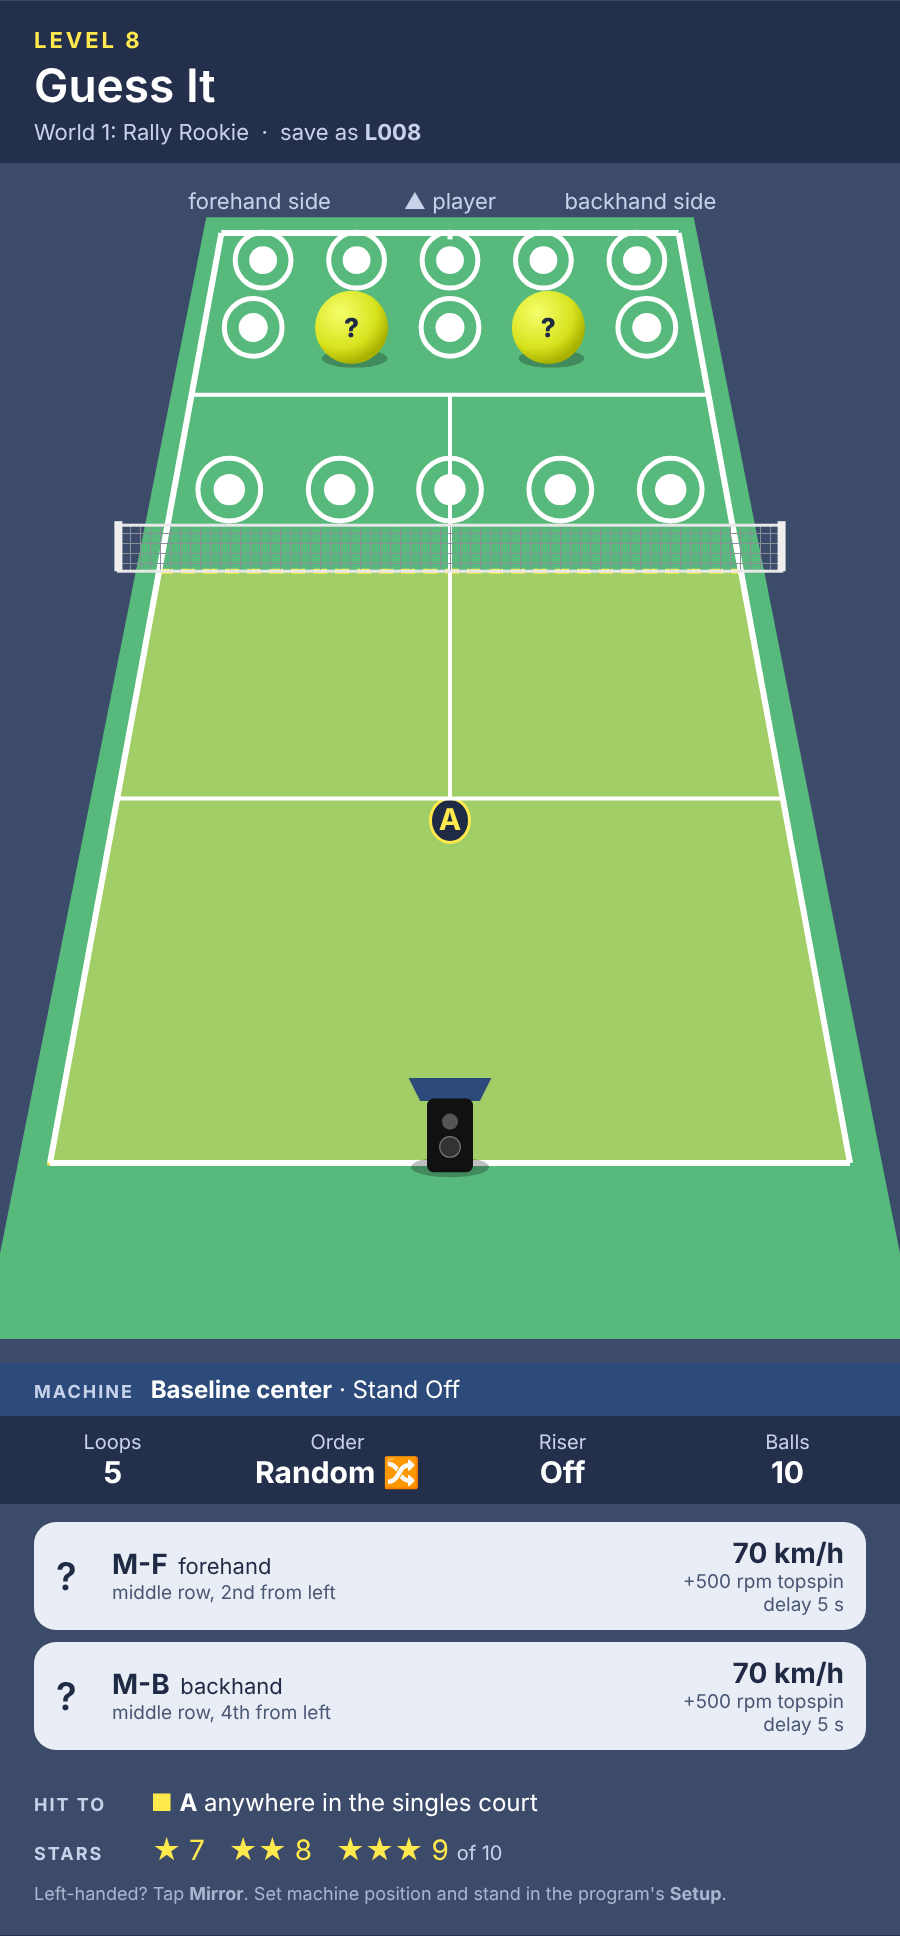 LEVEL 8
Guess It
World 1: Rally Rookie · save as L008
forehand side ▲ player backhand side
? ?
A
MACHINE Baseline center · Stand Off
Loops Order Riser Balls
5 Random 🔀 Off 10
? M-F forehand 70 km/h
middle row, 2nd from left +500 rpm topspin
delay 5 s
? M-B backhand 70 km/h
middle row, 4th from left +500 rpm topspin
delay 5 s
HIT TO A anywhere in the singles court
STARS ★ 7 ★★ 8 ★★★ 9 of 10
Left-handed? Tap Mirror. Set machine position and stand in the program's Setup.